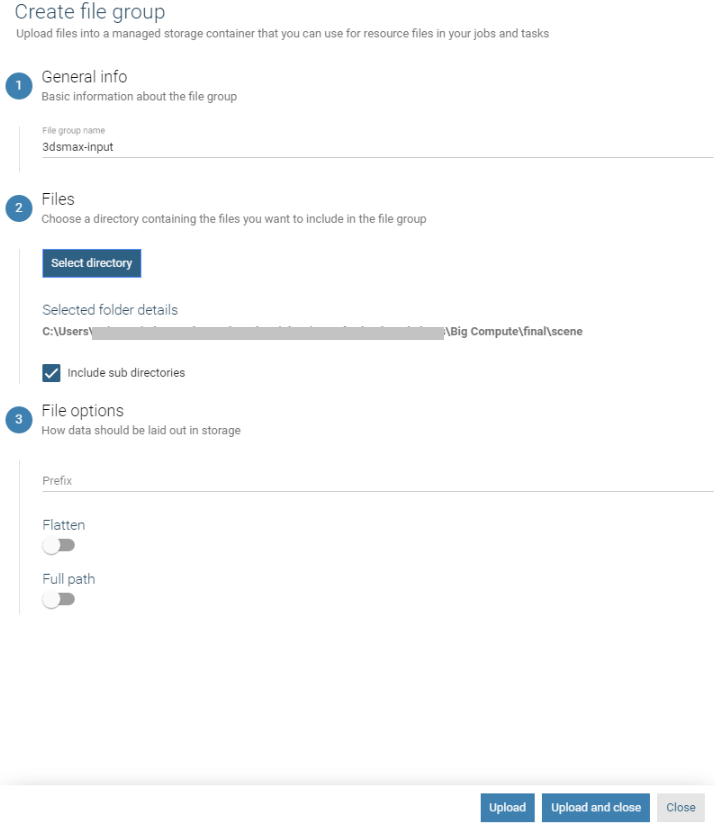 Create file group
Upload files into a managed storage container that you can use for resource files in your jobs and tasks
1
General info
Basic information about the file group
File group name
3dsmax-input
2
Files
Choose a directory containing the files you want to include in the file group
Select directory
Selected folder details
C:\Users\ \Big Compute\final\scene
Include sub directories
3
File options
How data should be laid out in storage
Prefix
Flatten
Full path
Upload Upload and close Close